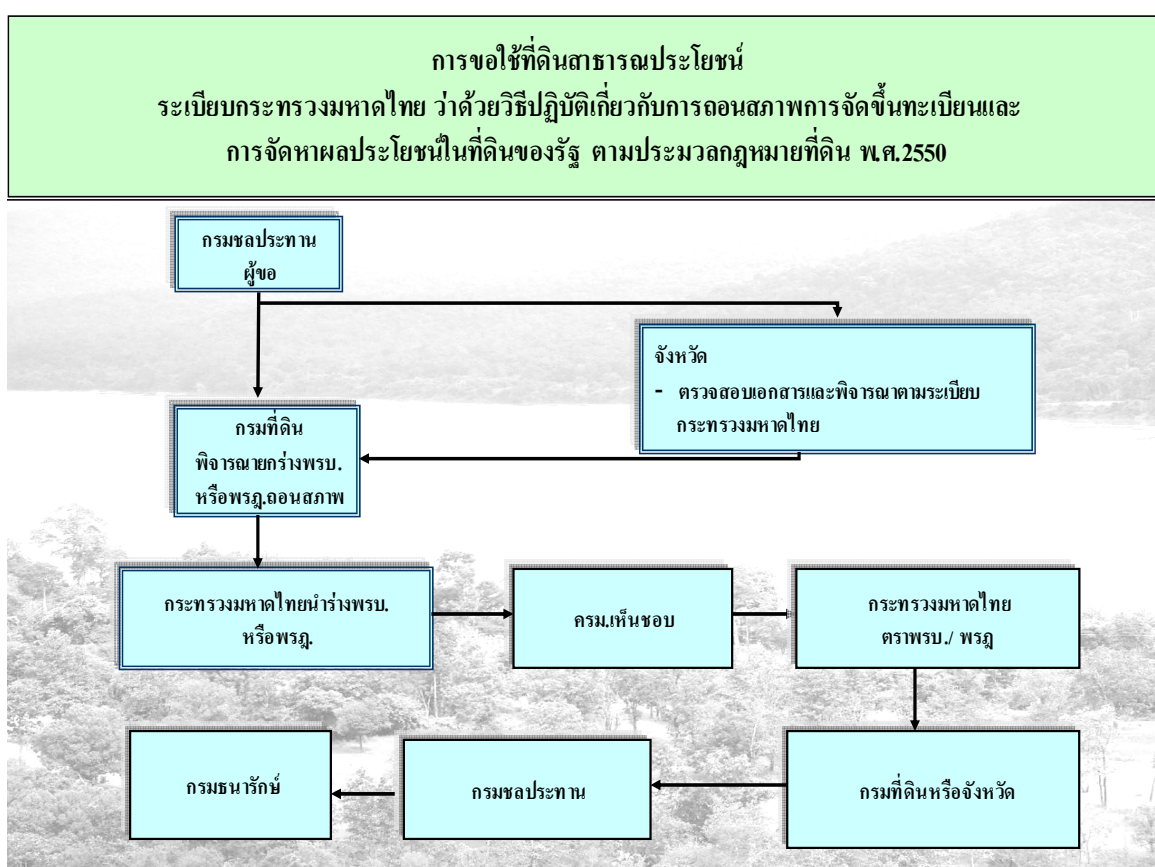 การขอใช้ที่ดินสาธารณประโยชน์
ระเบียบกระทรวงมหาดไทย ว่าด้วยวิธีปฏิบัติเกี่ยวกับการถอนสภาพการจัดขึ้นทะเบียนและ
การจัดหาผลประโยชน์ในที่ดินของรัฐ ตามประมวลกฎหมายที่ดิน พ.ศ.2550
กรมชลประทาน
ผู้ขอ
จังหวัด
- ตรวจสอบเอกสารและพิจารณาตามระเบียบ
กระทรวงมหาดไทย
กรมที่ดิน
พิจารณายกร่างพรบ.
หรือพรฎ.ถอนสภาพ
กระทรวงมหาดไทยนำร่างพรบ.
หรือพรฎ.
ครม.เห็นชอบ
กระทรวงมหาดไทย
ตราพรบ./ พรฎ
กรมธนารักษ์
กรมชลประทาน
กรมที่ดินหรือจังหวัด